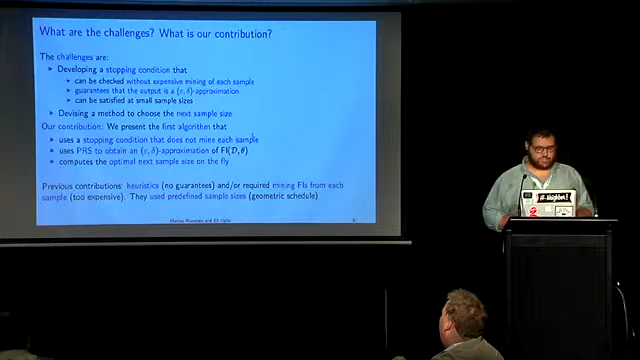 What are the challenges? What is our contribution?
The challenges are:
Developing a stopping condition that
can be checked without expensive mining of each sample
guarantees that the output is a (ε, δ)-approximation
can be satisfied at small sample sizes
Devising a method to choose the next sample size
Our contribution: We present the first algorithm that
uses a stopping condition that does not mine each sample
uses PRS to obtain an (ε, δ)-approximation of FI(D, θ)
computes the optimal next sample size on the fly
Previous contributions: heuristics (no guarantees) and/or required mining FIs from each
sample (too expensive). They used predefined sample sizes (geometric schedule)
Matteo Riondato and Eli Upfal